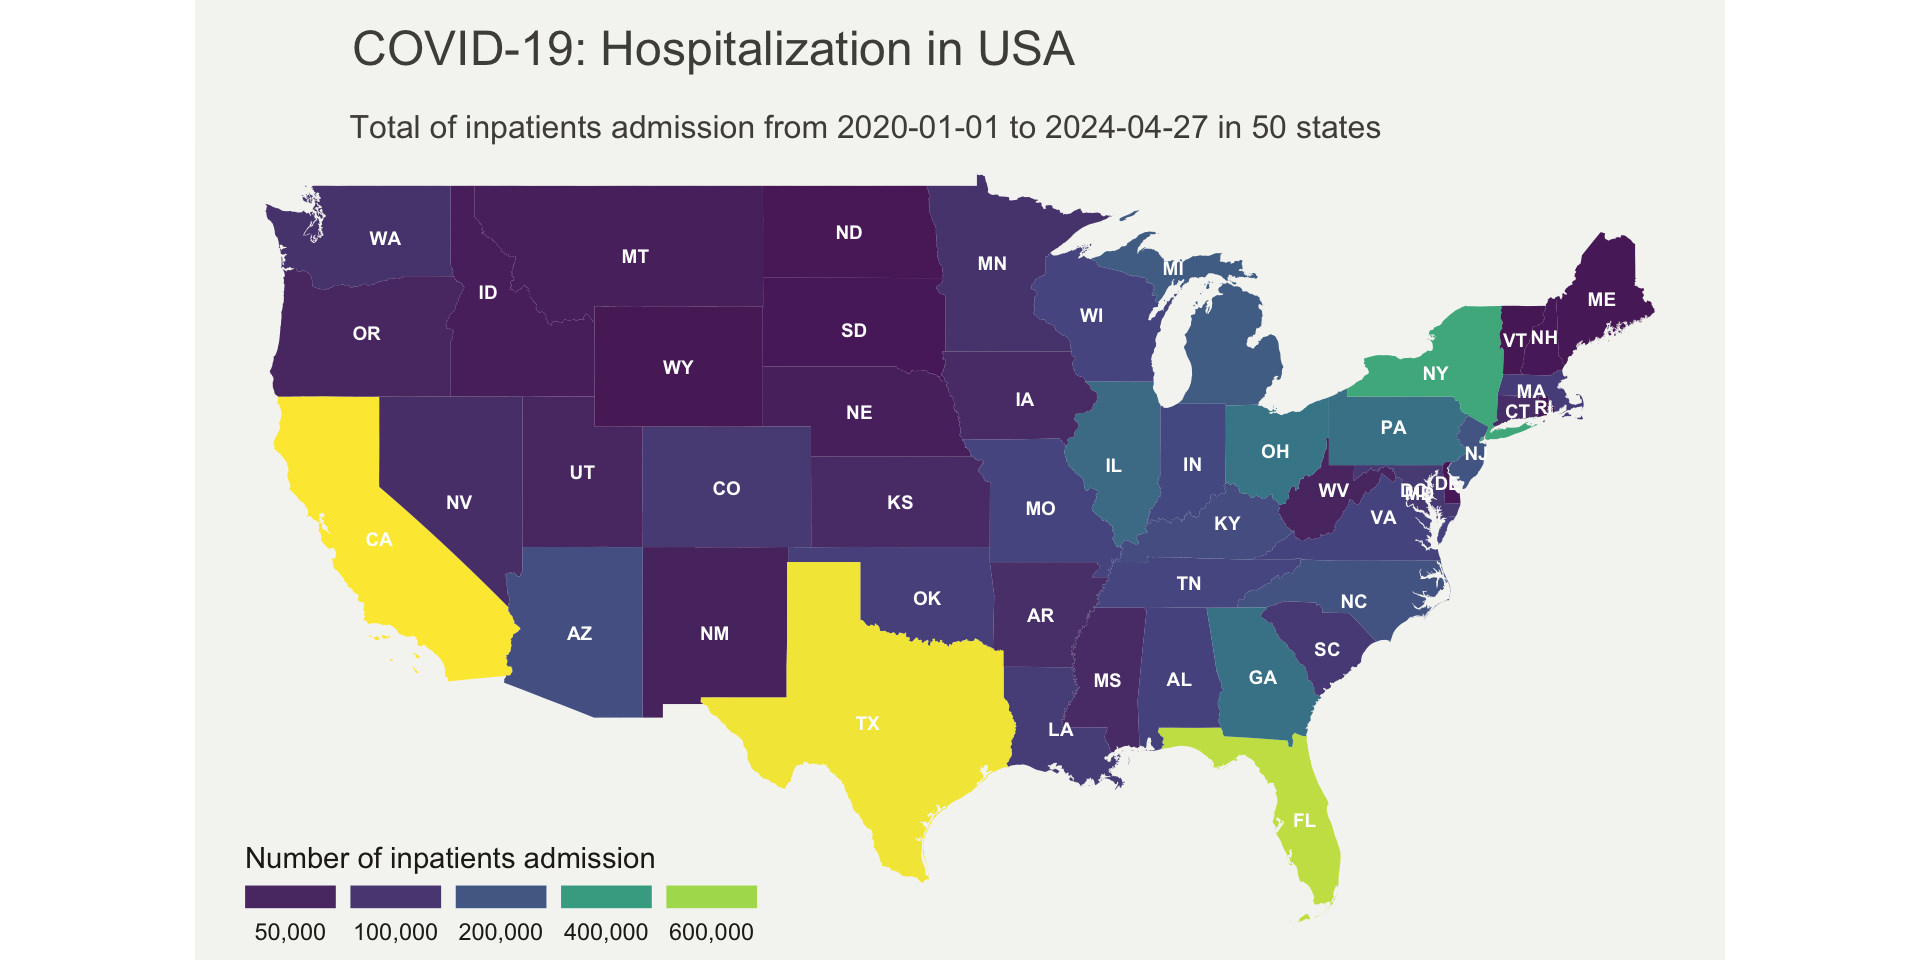 COVID-19: Hospitalization in USA
Total of inpatients admission from 2020-01-01 to 2024-04-27 in 50 states
WA
MT
ND
MN
MI
ME
ID
OR
SD
WI
VT
NH
WY
NY
NE
IA
MA
CT
RI
PA
UT
CO
IL
IN
OH
NJ
NV
KS
MO
WV
DC
MD
DE
KY
VA
CA
AZ
NM
OK
AR
TN
NC
MS
AL
GA
SC
TX
LA
FL
Number of inpatients admission
50,000
100,000
200,000
400,000
600,000